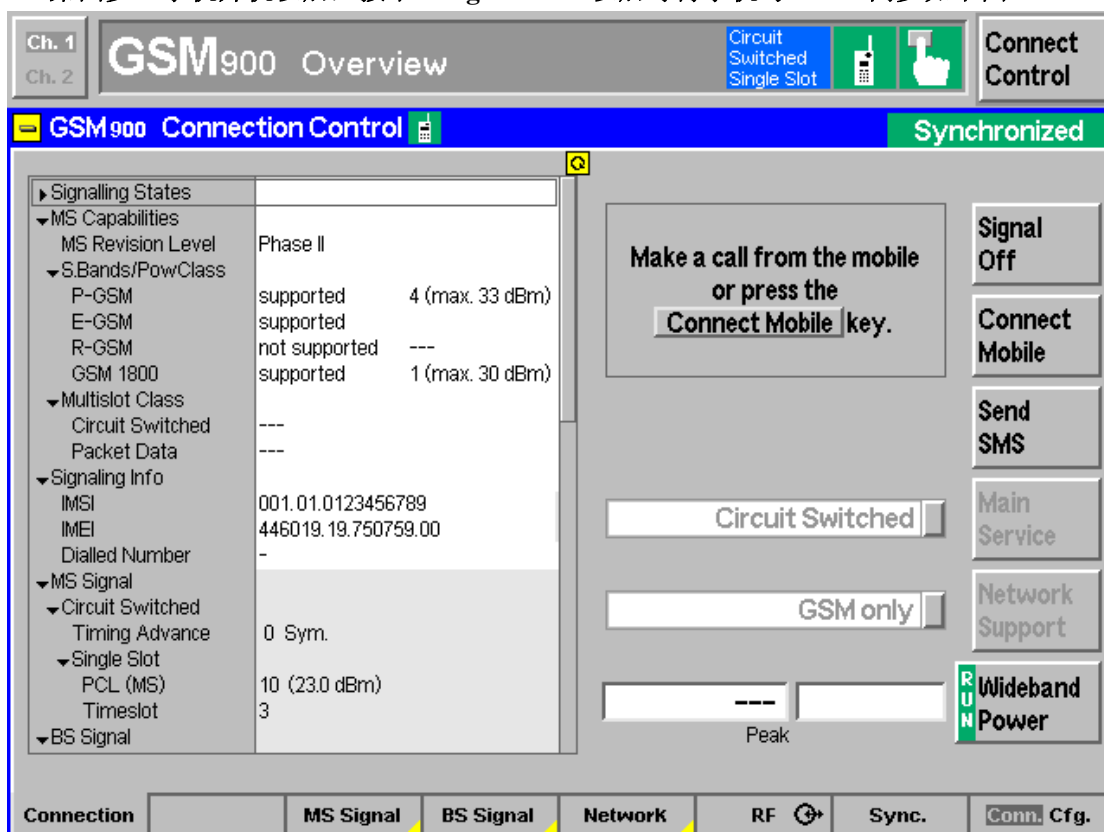 Ch. 1
Ch. 2
GSM900 Overview
Circuit
Switched
Single Slot
Connect
Control
GSM900 Connection Control
Synchronized
Signalling States
MS Capabilities
MS Revision Level Phase II
S.Bands/PowClass
P-GSM supported 4 (max. 33 dBm)
E-GSM supported
R-GSM not supported ---
GSM 1800 supported 1 (max. 30 dBm)
Multislot Class
Circuit Switched ---
Packet Data ---
Signaling Info
IMSI 001.01.0123456789
IMEI 446019.19.750759.00
Dialled Number -
MS Signal
Circuit Switched
Timing Advance 0 Sym.
Single Slot
PCL (MS) 10 (23.0 dBm)
Timeslot 3
BS Signal
Make a call from the mobile
or press the
Connect Mobile key.
Circuit Switched
GSM only
---
Peak
Signal
Off
Connect
Mobile
Send
SMS
Main
Service
Network
Support
RUN
Wideband
Power
Connection
MS Signal
BS Signal
Network
RF
Sync.
Conn. Cfg.